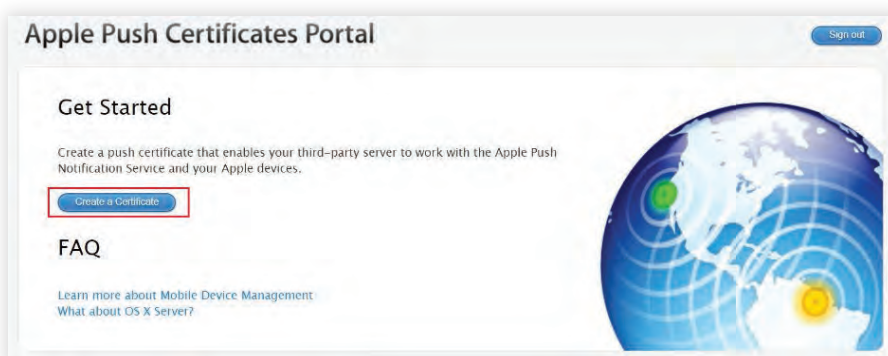 Apple Push Certificates Portal
Sign out
Get Started
Create a push certificate that enables your third-party server to work with the Apple Push
Notification Service and your Apple devices.
Create a Certificate
FAQ
Learn more about Mobile Device Management
What about OS X Server?